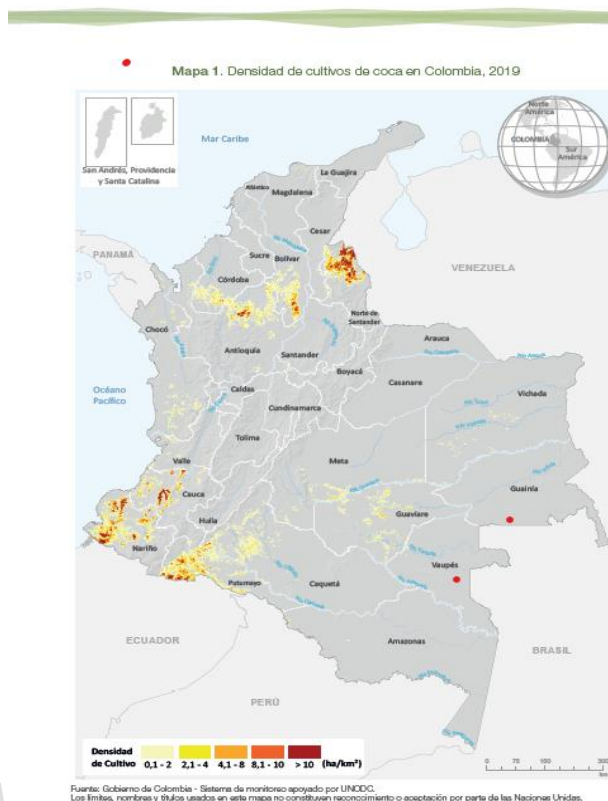 Mapa 1. Densidad de cultivos de coca en Colombia, 2019
Norte América
COLOMBIA
Sur América
San Andrés, Providencia
y Santa Catalina
Mar Caribe
La Guajira
Atlántico
Magdalena
Cesar
PANAMÁ
Sucre
Bolívar
VENEZUELA
Córdoba
Norte de
Santander
Chocó
Arauca
Antioquia
Santander
Boyacá
Casanare
Océano
Pacífico
Caldas
Vichada
Cundinamarca
Tolima
Valle
Meta
Guainía
Cauca
Guaviare
Huila
Nariño
Vaupés
Putumayo
Caquetá
Amazonas
ECUADOR
BRASIL
PERÚ
Densidad
de Cultivo
0,1 - 2
2,1 - 4
4,1 - 8
8,1 - 10
> 10
(ha/km²)
0 75 150 300
km
Fuente: Gobierno de Colombia - Sistema de monitoreo apoyado por UNODC.
Los límites, nombres y títulos usados en este mapa no constituyen reconocimiento o aceptación por parte de las Naciones Unidas.